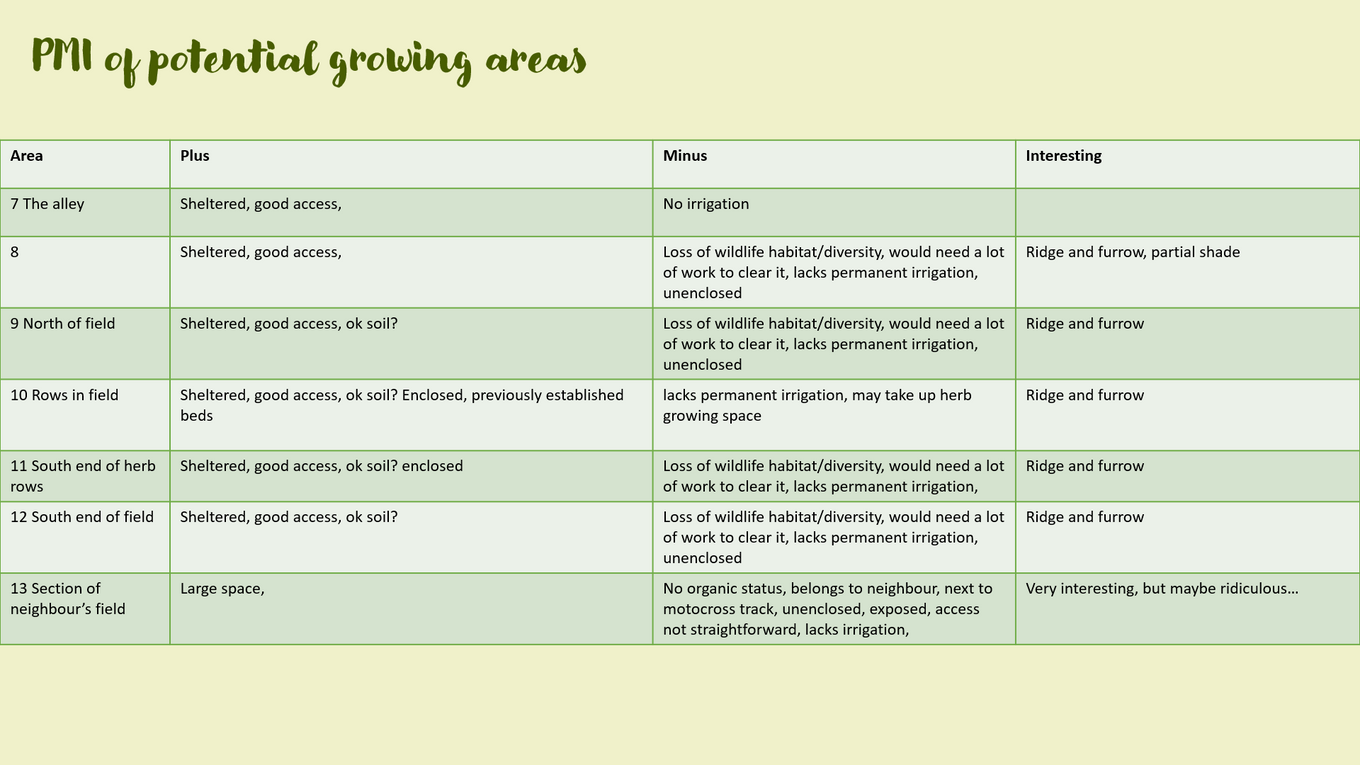 PMI of potential growing areas
Area
Plus
Minus
Interesting
7 The alley
Sheltered, good access,
No irrigation
8
Sheltered, good access,
Loss of wildlife habitat/diversity, would need a lot
of work to clear it, lacks permanent irrigation,
unenclosed
Ridge and furrow, partial shade
9 North of field
Sheltered, good access, ok soil?
Loss of wildlife habitat/diversity, would need a lot
of work to clear it, lacks permanent irrigation,
unenclosed
Ridge and furrow
10 Rows in field
Sheltered, good access, ok soil? Enclosed, previously established
beds
lacks permanent irrigation, may take up herb
growing space
Ridge and furrow
11 South end of herb
rows
Sheltered, good access, ok soil? enclosed
Loss of wildlife habitat/diversity, would need a lot
of work to clear it, lacks permanent irrigation,
Ridge and furrow
12 South end of field
Sheltered, good access, ok soil?
Loss of wildlife habitat/diversity, would need a lot
of work to clear it, lacks permanent irrigation,
unenclosed
Ridge and furrow
13 Section of
neighbour’s field
Large space,
No organic status, belongs to neighbour, next to
motocross track, unenclosed, exposed, access
not straightforward, lacks irrigation,
Very interesting, but maybe ridiculous…